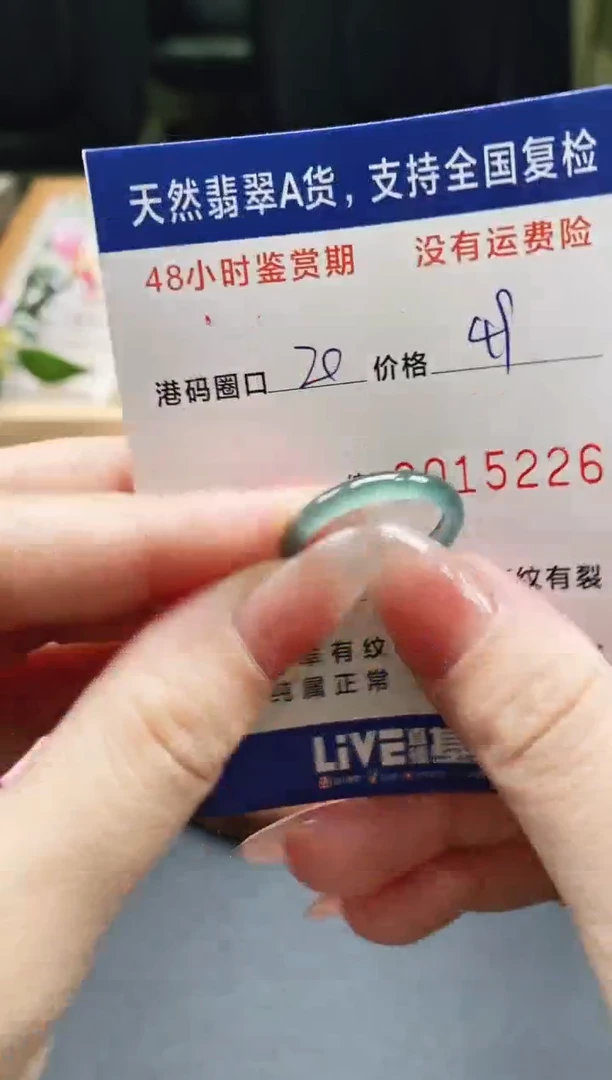 天然翡翠A货，支持全国复检
48小时鉴赏期 没有运费险
港码圈口 20 价格
015226
纹有裂
有纹
纯属正常
LiVE